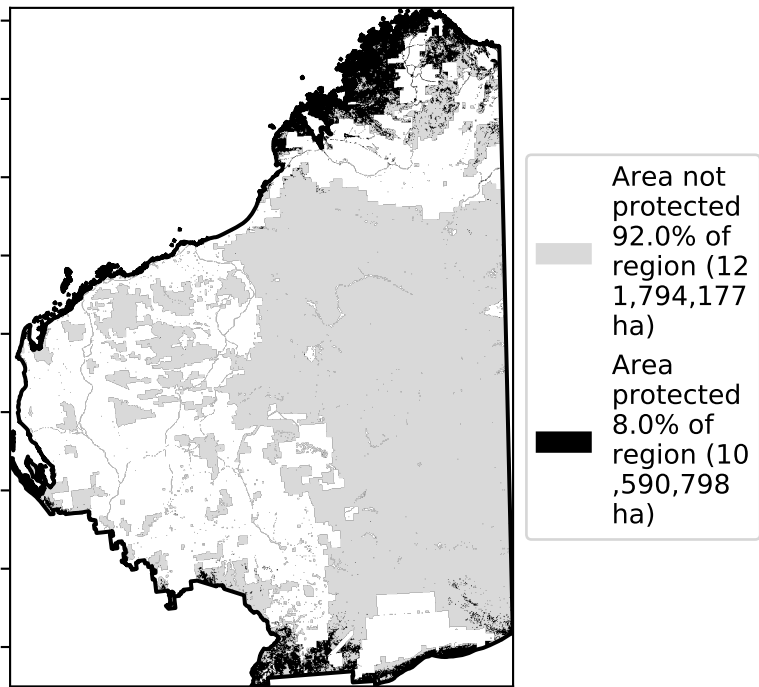 Area not
protected
92.0% of
region (12
1,794,177
ha)
Area
protected
8.0% of
region (10
,590,798
ha)